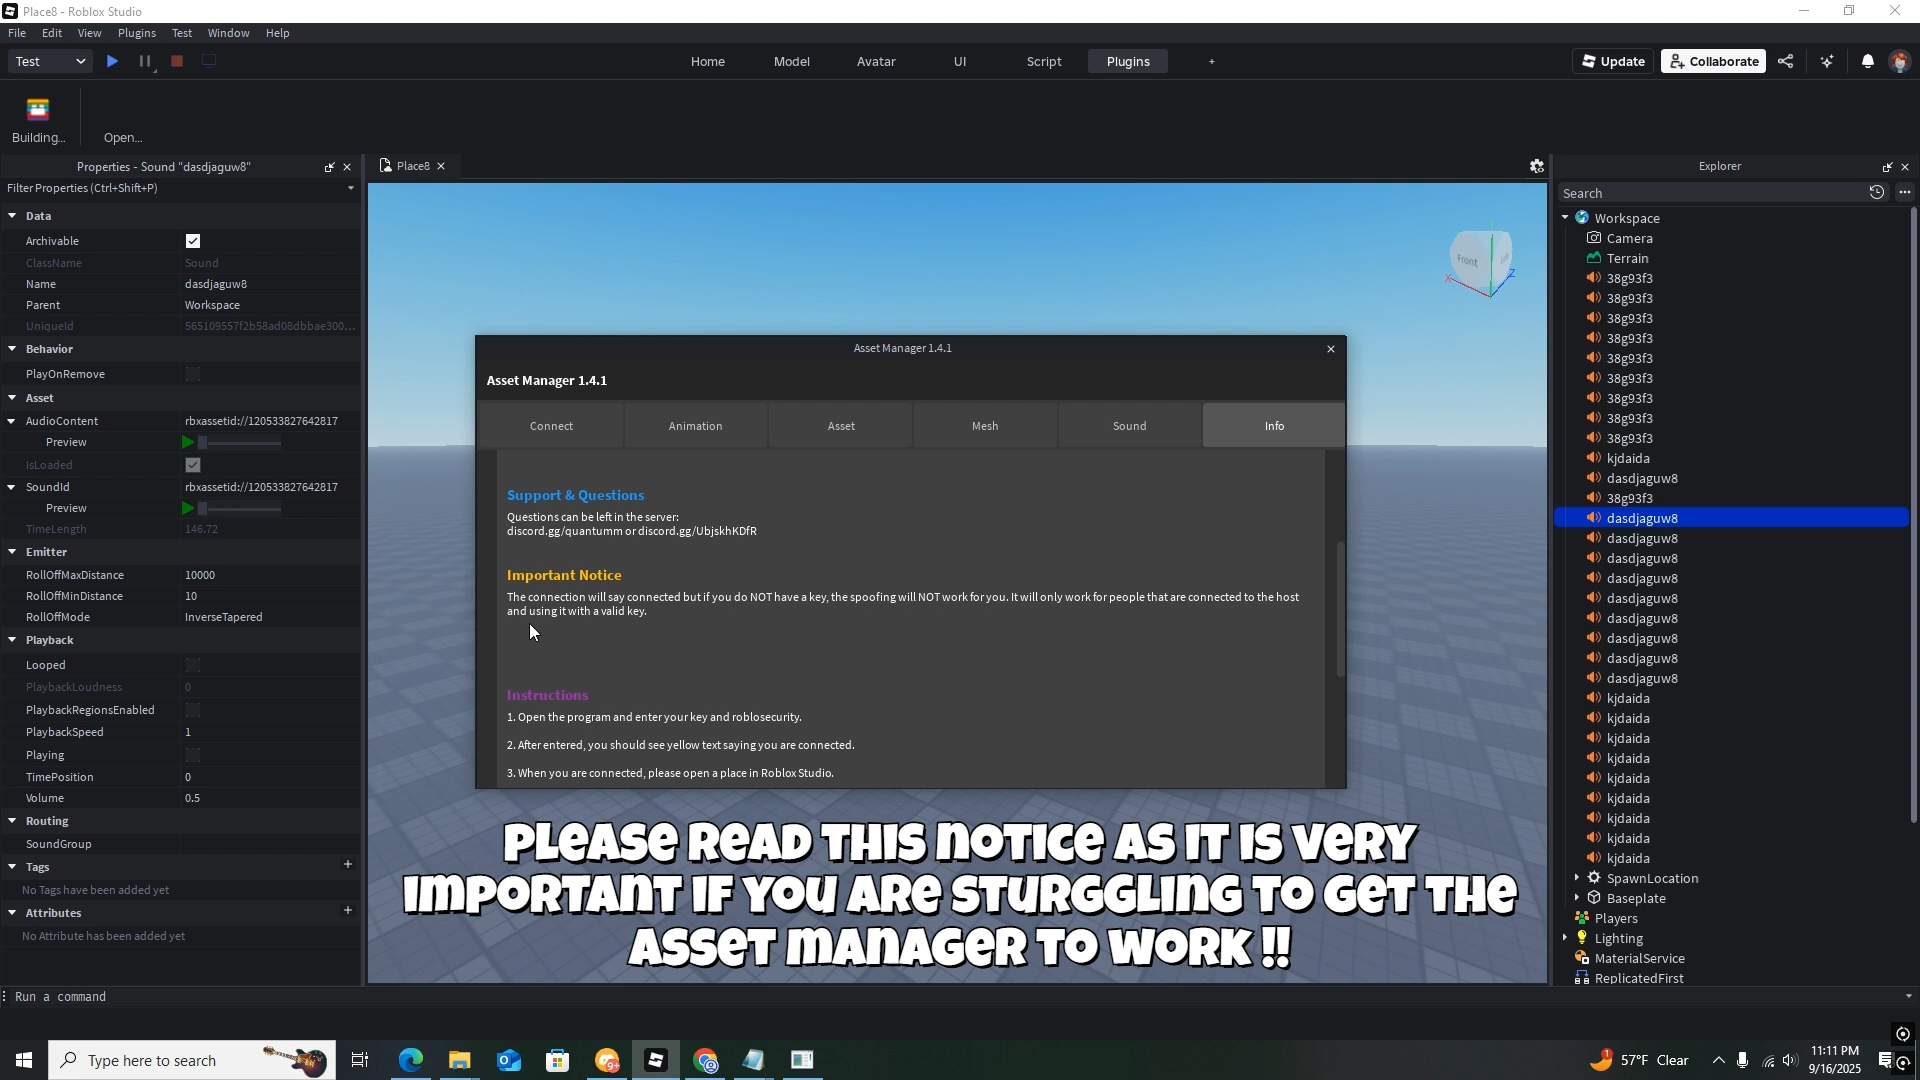 Place8 - Roblox Studio
File Edit View Plugins Test Window Help
Test Home Model Avatar UI Script Plugins + Update Collaborate
Building... Open...
Properties - Sound "dasdjaguw8"
Filter Properties (Ctrl+Shift+P)
Data
Archivable
ClassName Sound
Name dasdjaguw8
Parent Workspace
UniqueId 565109557f2b58ad08dbbae300...
Behavior
PlayOnRemove
Asset
AudioContent rbxassetid://120533827642817
Preview
IsLoaded
SoundId rbxassetid://120533827642817
Preview
TimeLength 146.72
Emitter
RollOffMaxDistance 10000
RollOffMinDistance 10
RollOffMode InverseTapered
Playback
Looped
PlaybackLoudness 0
PlaybackRegionsEnabled
PlaybackSpeed 1
Playing
TimePosition 0
Volume 0.5
Routing
SoundGroup
Tags +
No Tags have been added yet
Attributes +
No Attribute has been added yet
Place8
Front
X
Z
Asset Manager 1.4.1
Asset Manager 1.4.1
Connect Animation Asset Mesh Sound Info
Support & Questions
Questions can be left in the server:
discord.gg/quantumm or discord.gg/UbjskhKDfR
Important Notice
The connection will say connected but if you do NOT have a key, the spoofing will NOT work for you. It will only work for people that are connected to the host
and using it with a valid key.
Instructions
1. Open the program and enter your key and roblosecurity.
2. After entered, you should see yellow text saying you are connected.
3. When you are connected, please open a place in Roblox Studio.
PLEASE READ THIS NOTICE AS IT IS VERY
IMPORTANT IF YOU ARE STURGGLING TO GET THE
ASSET MANAGER TO WORK !!
Explorer
Search
Workspace
Camera
Terrain
38g93f3
38g93f3
38g93f3
38g93f3
38g93f3
38g93f3
38g93f3
38g93f3
38g93f3
kjdaida
dasdjaguw8
38g93f3
dasdjaguw8
dasdjaguw8
dasdjaguw8
dasdjaguw8
dasdjaguw8
dasdjaguw8
dasdjaguw8
dasdjaguw8
dasdjaguw8
kjdaida
kjdaida
kjdaida
kjdaida
kjdaida
kjdaida
kjdaida
kjdaida
kjdaida
SpawnLocation
Baseplate
Players
Lighting
MaterialService
ReplicatedFirst
Run a command
Type here to search
9+
1
57°F Clear
11:11 PM
9/16/2025